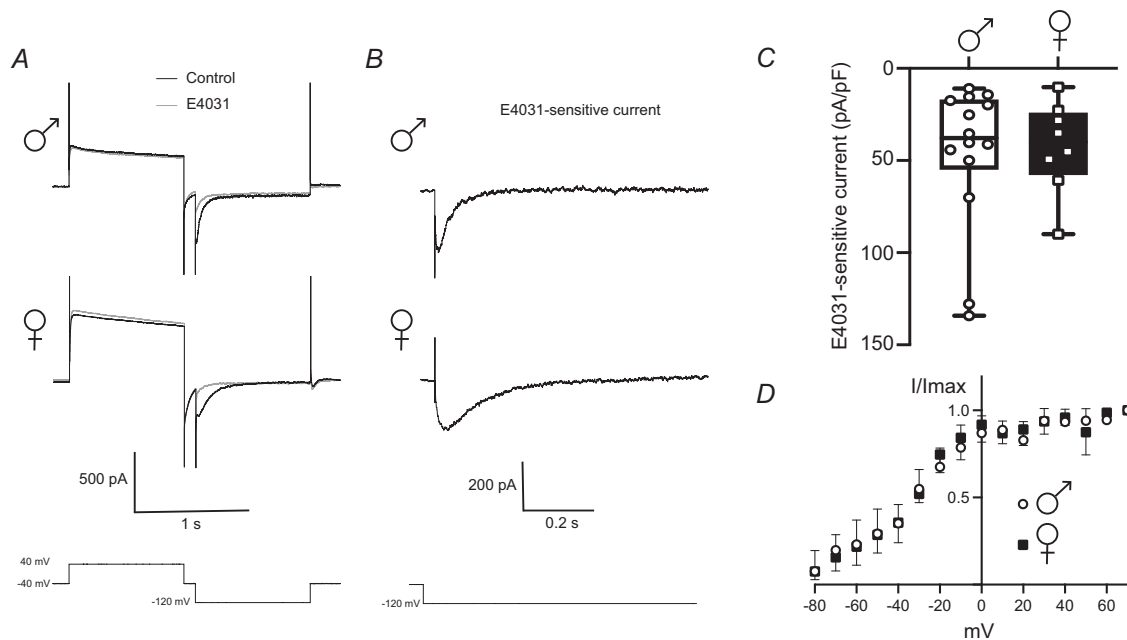 A
Control
E4031
♂
♀
500 pA
1 s
40 mV
-40 mV
-120 mV
B
E4031-sensitive current
♂
♀
200 pA
0.2 s
-120 mV
C
♂ ♀
E4031-sensitive current (pA/pF)
0
50
100
150
D
I/Imax
1.0
0.5
♂
♀
-80 -60 -40 -20 0 20 40 60
mV